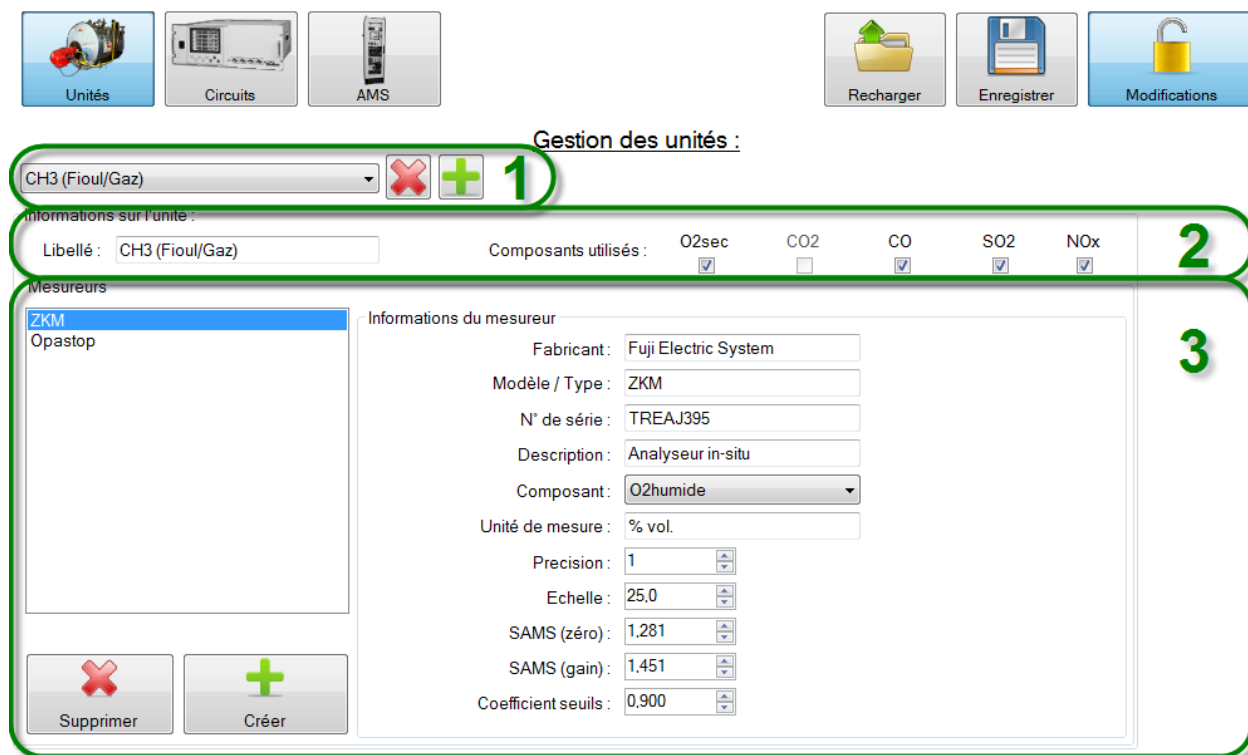 Unités Circuits AMS Recharger Enregistrer Modifications
Gestion des unités :
CH3 (Fioul/Gaz) 1
Informations sur l'unité :
Libellé : CH3 (Fioul/Gaz) Composants utilisés : O2sec CO2 CO SO2 NOx 2
Mesureurs
ZKM
Opastop
3
Informations du mesureur
Fabricant : Fuji Electric System
Modèle / Type : ZKM
N° de série : TREAJ395
Description : Analyseur in-situ
Composant : O2humide
Unité de mesure : % vol.
Precision : 1
Echelle : 25,0
SAMS (zéro) : 1,281
SAMS (gain) : 1,451
Coefficient seuils : 0,900
Supprimer Créer